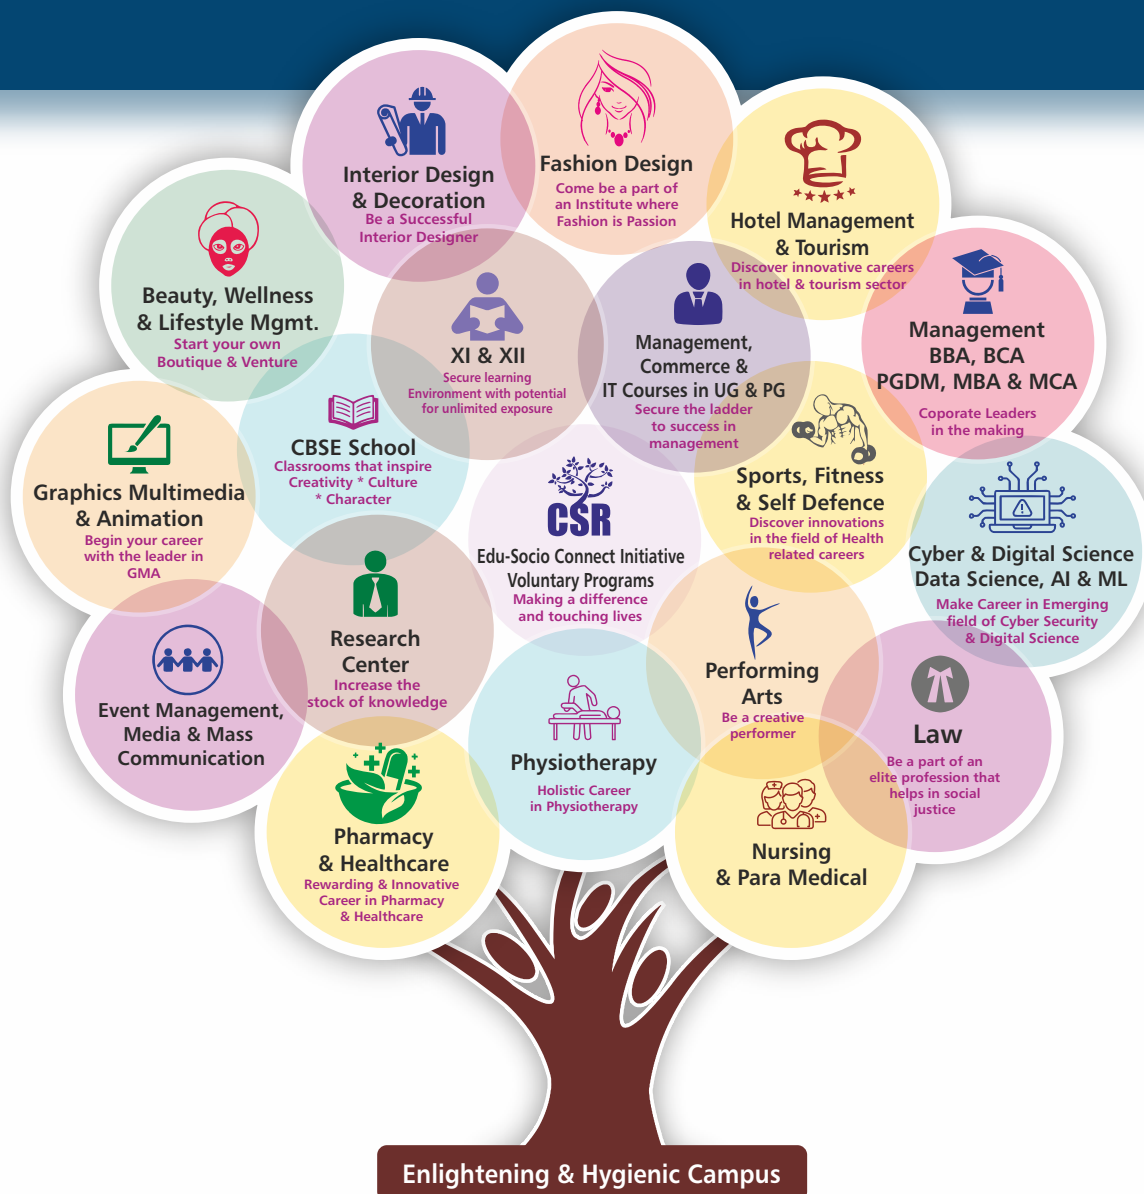 Interior Design
& Decoration
Be a Successful
Interior Designer
Fashion Design
Come be a part of
an Institute where
Fashion is Passion
Hotel Management
& Tourism
Discover innovative careers
in hotel & tourism sector
Beauty, Wellness
& Lifestyle Mgmt.
Start your own
Boutique & Venture
XI & XII
Secure learning
Environment with potential
for unlimited exposure
Management,
Commerce &
IT Courses in UG & PG
Secure the ladder
to success in
management
Management
BBA, BCA
PGDM, MBA & MCA
Coporate Leaders
in the making
Graphics Multimedia
& Animation
Begin your career
with the leader in
GMA
CBSE School
Classrooms that inspire
Creativity * Culture
* Character
CSR
Edu-Socio Connect Initiative
Voluntary Programs
Making a difference
and touching lives
Sports, Fitness
& Self Defence
Discover innovations
in the field of Health
related careers
Cyber & Digital Science
Data Science, AI & ML
Make Career in Emerging
field of Cyber Security
& Digital Science
Event Management,
Media & Mass
Communication
Research
Center
Increase the
stock of knowledge
Performing
Arts
Be a creative
performer
Law
Be a part of an
elite profession that
helps in social
justice
Pharmacy
& Healthcare
Rewarding & Innovative
Career in Pharmacy
& Healthcare
Physiotherapy
Holistic Career
in Physiotherapy
Nursing
& Para Medical
Enlightening & Hygienic Campus